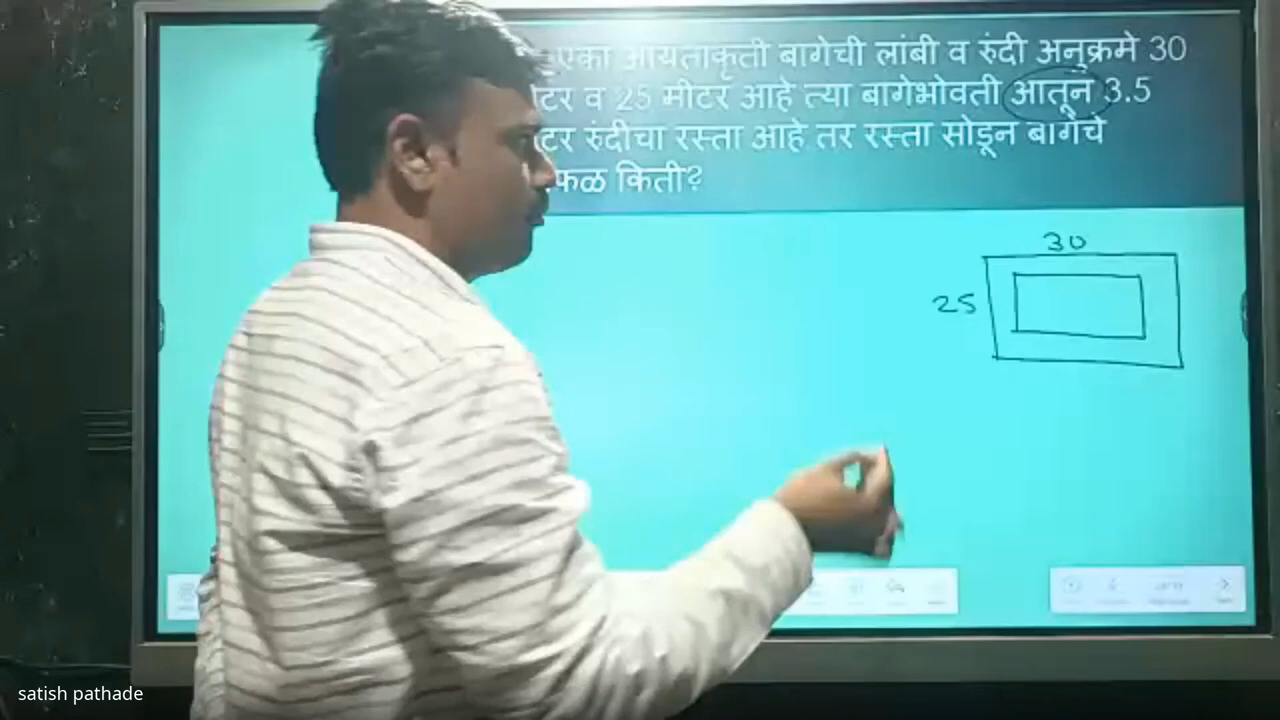 एका आयताकृती बागेची लांबी व रुंदी अनुक्रमे 30
व 25 मीटर आहे त्या बागेभोवती आतून 3.5
रुंदीचा रस्ता आहे तर रस्ता सोडून बागेचे
किती?
30
25
satish pathade